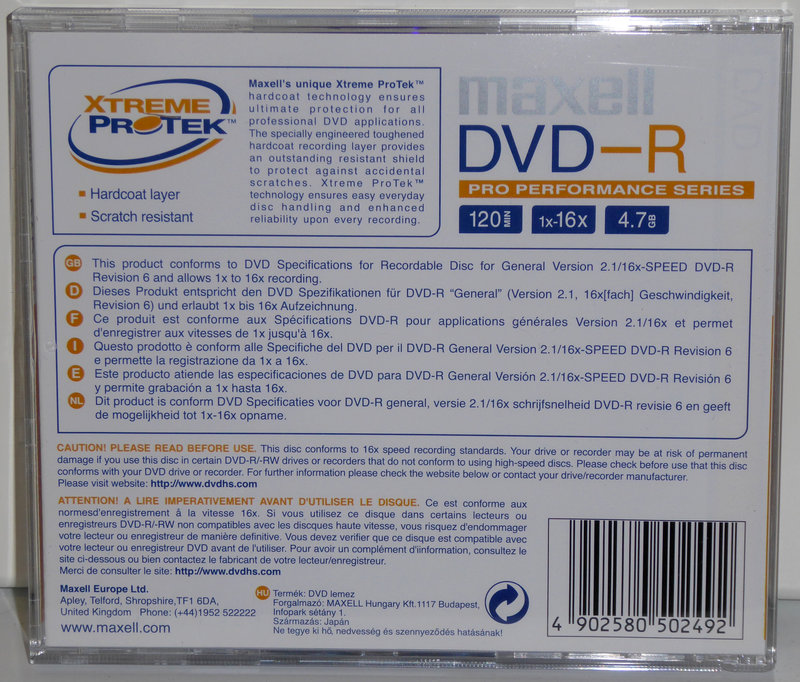 XTREME
PROTEK™
Hardcoat layer
Scratch resistant
Maxell's unique Xtreme ProTek™
hardcoat technology ensures
ultimate protection for all
professional DVD applications.
The specially engineered toughened
hardcoat recording layer provides
an outstanding resistant shield
to protect against accidental
scratches. Xtreme ProTek™
technology ensures easy everyday
disc handling and enhanced
reliability upon every recording.
maxell
DVD-R
PRO PERFORMANCE SERIES
120 MIN 1x-16x 4.7 GB
GB This product conforms to DVD Specifications for Recordable Disc for General Version 2.1/16x-SPEED DVD-R
Revision 6 and allows 1x to 16x recording.
D Dieses Produkt entspricht den DVD Spezifikationen für DVD-R "General" (Version 2.1, 16x[fach] Geschwindigkeit,
Revision 6) und erlaubt 1x bis 16x Aufzeichnung.
F Ce produit est conforme aux Spécifications DVD-R pour applications générales Version 2.1/16x et permet
d'enregistrer aux vitesses de 1x jusqu'à 16x.
I Questo prodotto è conform alle Specifiche del DVD per il DVD-R General Version 2.1/16x-SPEED DVD-R Revision 6
e permette la registrazione da 1x a 16x.
E Este producto atiende las especificaciones de DVD para DVD-R General Versión 2.1/16x-SPEED DVD-R Revisión 6
y permite grabación a 1x hasta 16x.
NL Dit product is conform DVD Specificaties voor DVD-R general, versie 2.1/16x schrijfsnelheid DVD-R revisie 6 en geeft
de mogelijkheid tot 1x-16x opname.
CAUTION! PLEASE READ BEFORE USE. This disc conforms to 16x speed recording standards. Your drive or recorder may be at risk of permanent
damage if you use this disc in certain DVD-R/-RW drives or recorders that do not conform to using high-speed discs. Please check before use that this disc
conforms with your DVD drive or recorder. For further information please check the website below or contact your drive/recorder manufacturer.
Please visit website: http://www.dvdhs.com
ATTENTION! A LIRE IMPERATIVEMENT AVANT D'UTILISER LE DISQUE. Ce est conforme aux
normesd'enregistrement à la vitesse 16x. Si vous utilisez ce disque dans certains lecteurs ou
enregistreurs DVD-R/-RW non compatibles avec les discques haute vitesse, vous risquez d'endommager
votre lecteur ou enregistreur de manière definitive. Vous devez verifier que ce disque est compatible avec
votre lecteur ou enregistreur DVD avant de l'utiliser. Pour avoir un complément d'iinformation, consultez le
site ci-dessous ou bien contactez le fabricant de votre lecteur/enregistreur.
Merci de consulter le site: http://www.dvdhs.com
Maxell Europe Ltd.
Apley, Telford, Shropshire,TF1 6DA,
United Kingdom Phone: (+44)1952 522222
www.maxell.com
HU Termék: DVD lemez
Forgalmazó: MAXELL Hungary Kft.1117 Budapest,
Infopark sétány 1.
Származás: Japán
Ne tegye ki hő, nedvesség és szennyeződés hatásának!
4 902580 502492